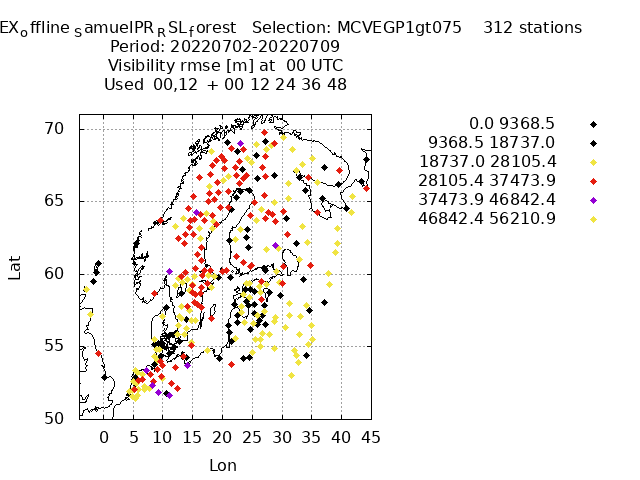 EXoffline sSamuelPRRSLforest Selection: MCVEGP1gt075 312 stations
Period: 20220702-20220709
Visibility rmse [m] at 00 UTC
Used 00,12 + 00 12 24 36 48
0.0 9368.5
9368.5 18737.0
18737.0 28105.4
28105.4 37473.9
37473.9 46842.4
46842.4 56210.9
70
65
60
55
50
Lat
0 5 10 15 20 25 30 35 40 45
Lon